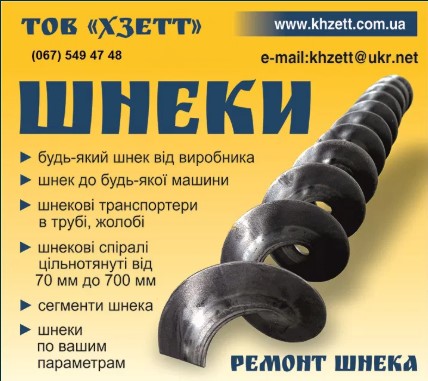 ТОВ «ХЗЕТТ»
www.khzett.com.ua
(067) 549 47 48
e-mail:khzett@ukr.net
ШНЕКИ
► будь-який шнек від виробника
► шнек до будь-якої машини
► шнекові транспортери
в трубі, жолобі
► шнекові спіралі
цільнотянуті від
70 мм до 700 мм
► сегменти шнека
► шнеки
по вашим
параметрам
РЕМОНТ ШНЕКА